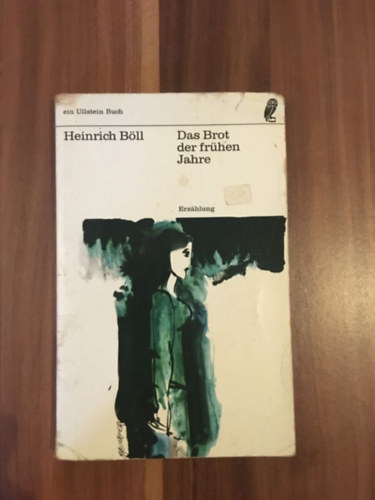 ein Ullstein Buch
Heinrich Böll
Das Brot
der frühen
Jahre
Erzählung